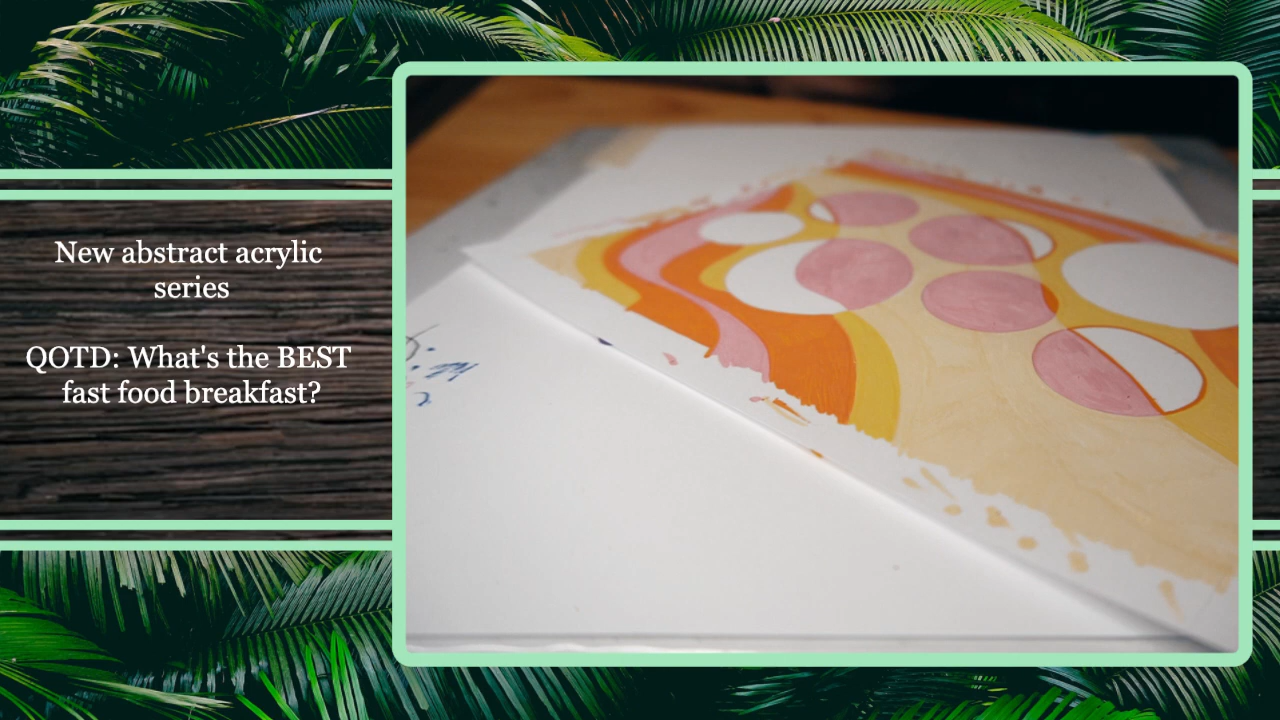 New abstract acrylic
series
QOTD: What's the BEST
fast food breakfast?